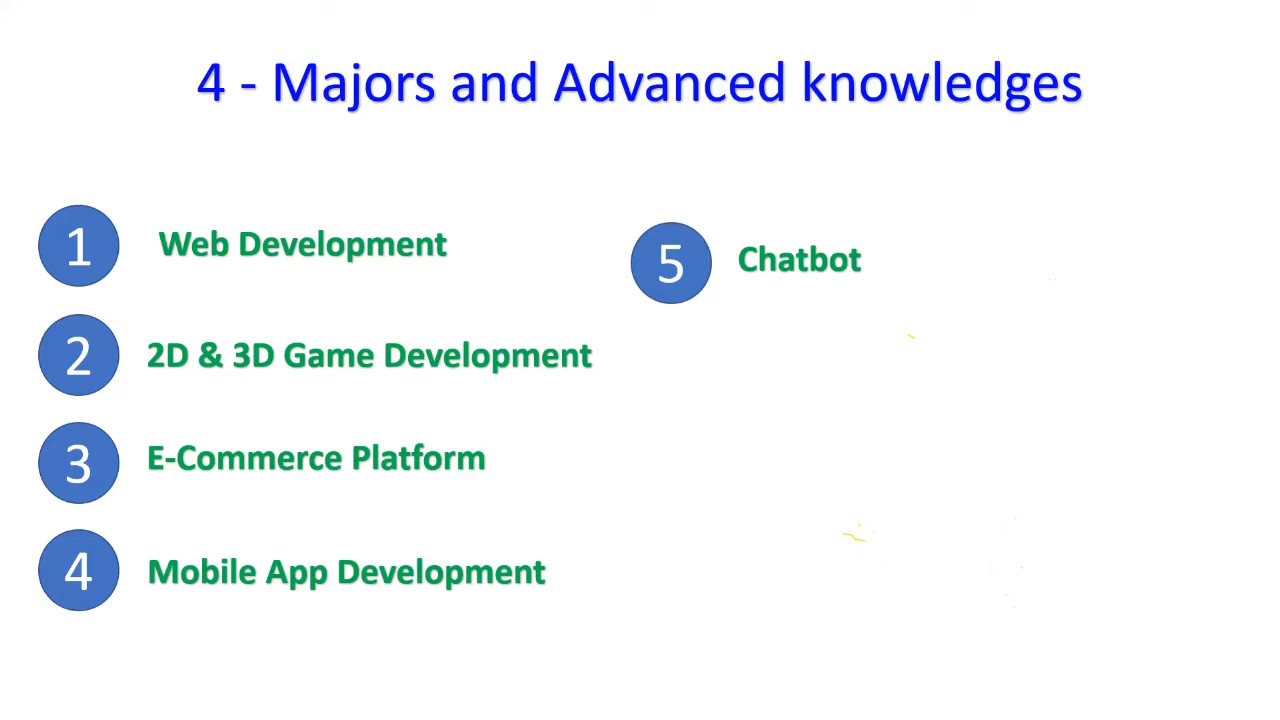 4 - Majors and Advanced knowledges
1 Web Development
2 2D & 3D Game Development
3 E-Commerce Platform
4 Mobile App Development
5 Chatbot